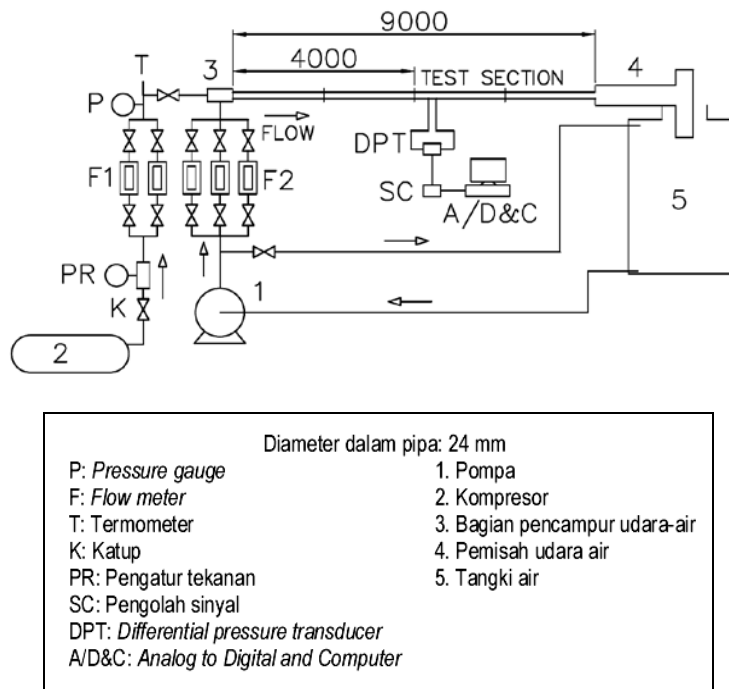 9000
4000
T
3
TEST SECTION
4
P
FLOW
DPT
F1
F2
SC
A/D&C
5
PR
K
1
2
Diameter dalam pipa: 24 mm
P: Pressure gauge
F: Flow meter
T: Termometer
K: Katup
PR: Pengatur tekanan
SC: Pengolah sinyal
DPT: Differential pressure transducer
A/D&C: Analog to Digital and Computer
1. Pompa
2. Kompresor
3. Bagian pencampur udara-air
4. Pemisah udara air
5. Tangki air